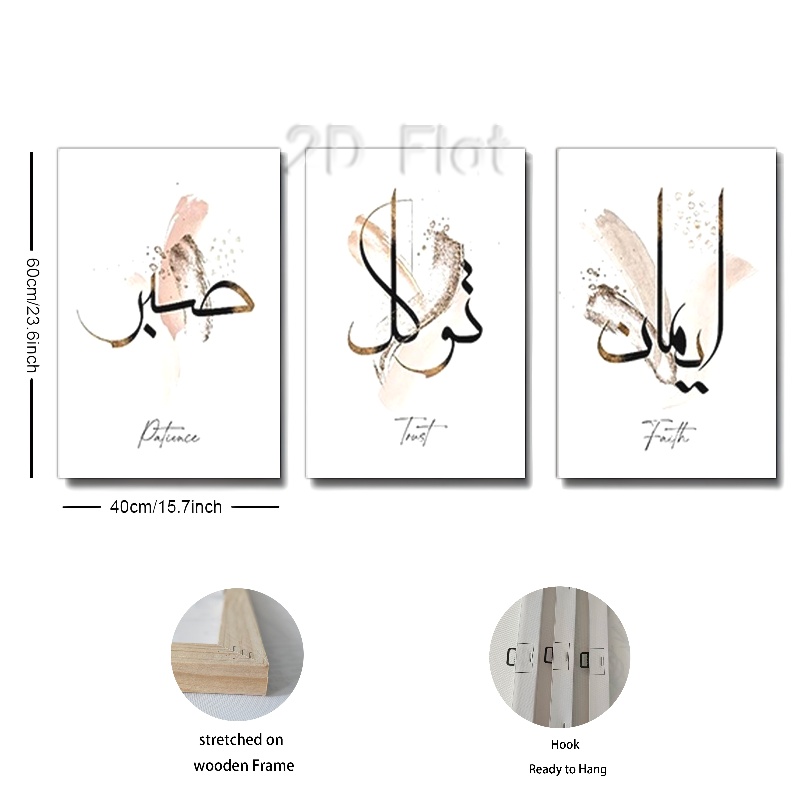 2D Flat
صبر
توكل
ايمان
Patience
Trust
Faith
60cm/23.6inch
40cm/15.7inch
stretched on
wooden Frame
Hook
Ready to Hang